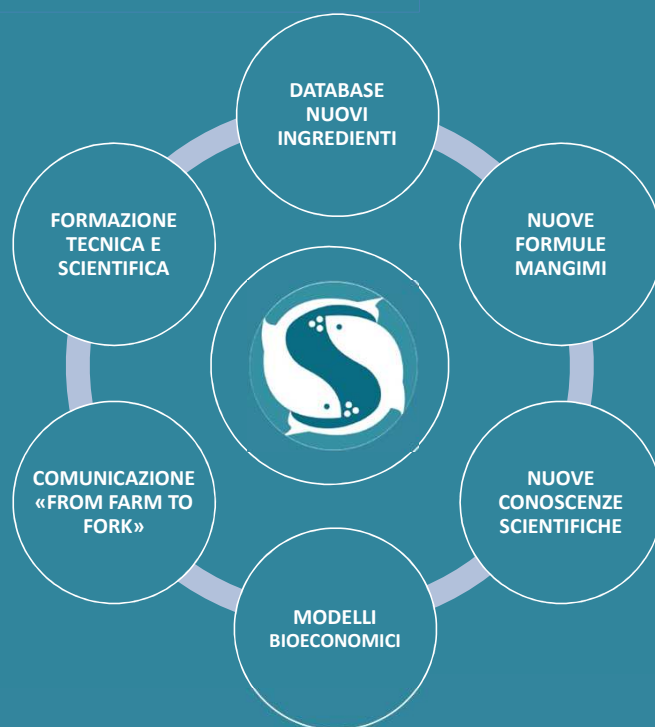 DATABASE
NUOVI
INGREDIENTI
NUOVE
FORMULE
MANGIMI
NUOVE
CONOSCENZE
SCIENTIFICHE
MODELLI
BIOECONOMICI
COMUNICAZIONE
«FROM FARM TO
FORK»
FORMAZIONE
TECNICA E
SCIENTIFICA